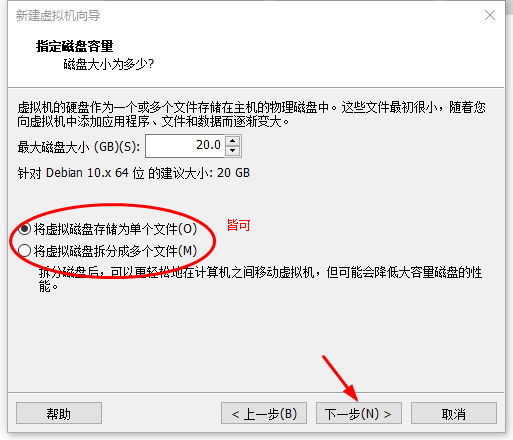 新建虚拟机向导
指定磁盘容量
磁盘大小为多少?
虚拟机的硬盘作为一个或多个文件存储在主机的物理磁盘中。这些文件最初很小，随着您
向虚拟机中添加应用程序、文件和数据而逐渐变大。
最大磁盘大小 (GB)(S): 20.0
针对 Debian 10.x 64 位 的建议大小: 20 GB
将虚拟磁盘存储为单个文件(O) 皆可
将虚拟磁盘拆分成多个文件(M)
拆分磁盘后，可以更轻松地在计算机之间移动虚拟机，但可能会降低大容量磁盘的性
能。
帮助 < 上一步(B) 下一步(N) > 取消